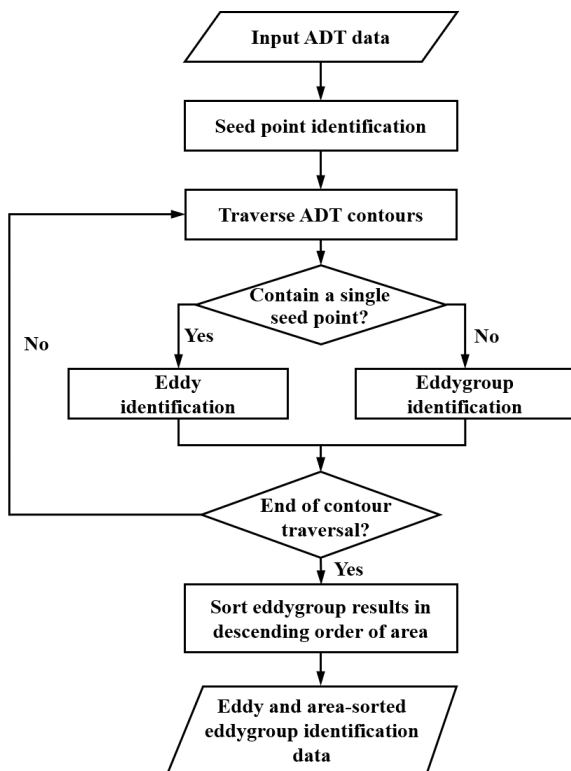 Input ADT data
Seed point identification
Traverse ADT contours
Contain a single
seed point?
Yes
No
No
Eddy
identification
Eddygroup
identification
End of contour
traversal?
Yes
Sort eddygroup results in
descending order of area
Eddy and area-sorted
eddygroup identification
data